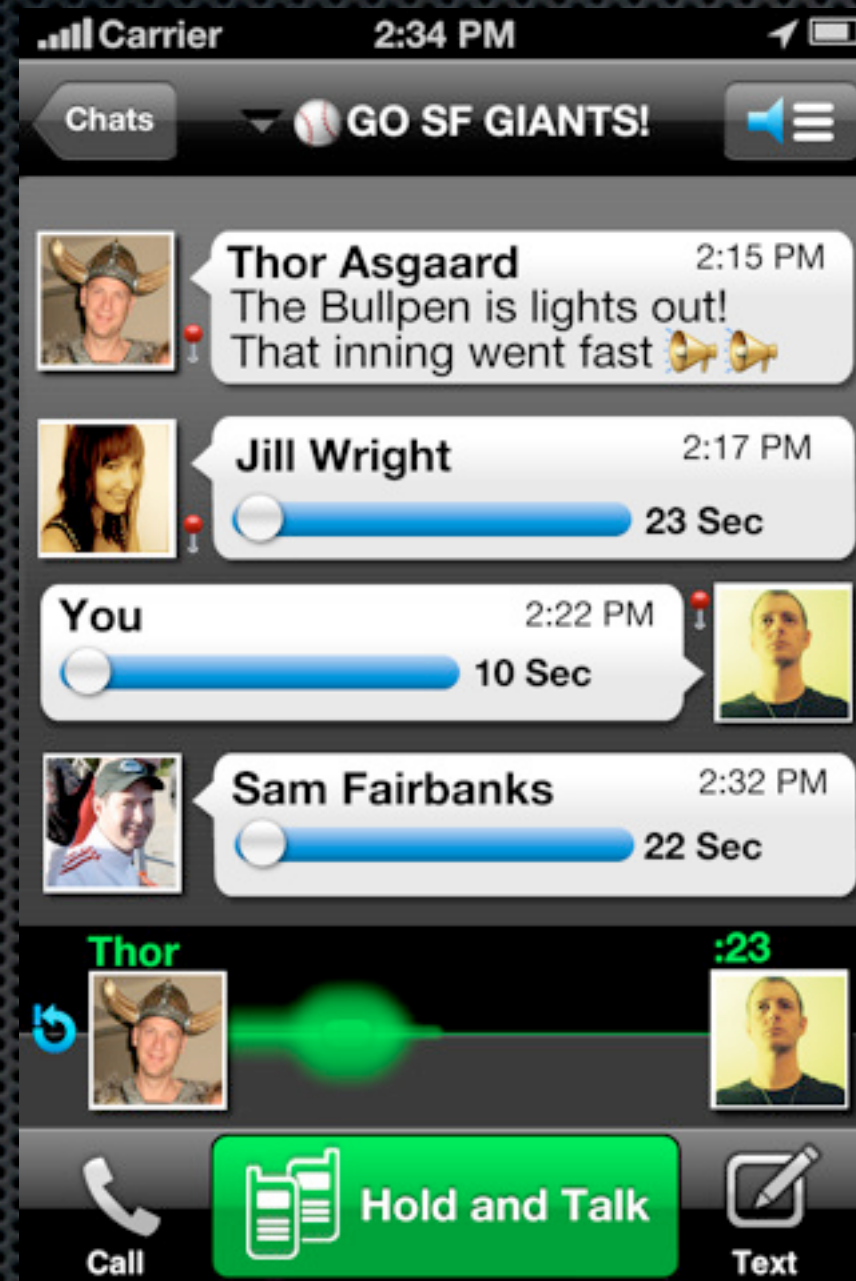 Carrier 2:34 PM
Chats GO SF GIANTS!
Thor Asgaard 2:15 PM
The Bullpen is lights out!
That inning went fast
Jill Wright 2:17 PM
23 Sec
You 2:22 PM
10 Sec
Sam Fairbanks 2:32 PM
22 Sec
Thor :23
Call Hold and Talk Text